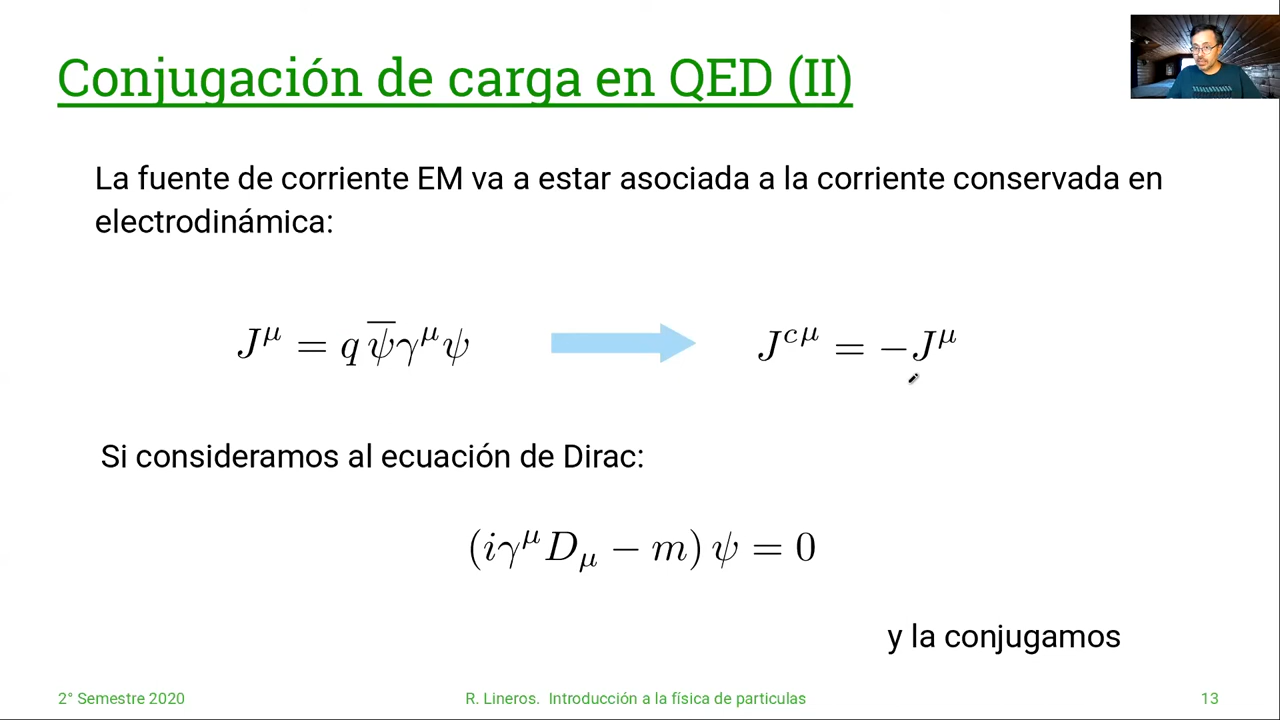 Conjugación de carga en QED (II)
La fuente de corriente EM va a estar asociada a la corriente conservada en
electrodinámica:
J^μ = q ψ̅γ^μψ
J^{cμ} = −J^μ
Si consideramos al ecuación de Dirac:
(iγ^μD_μ − m) ψ = 0
y la conjugamos
2° Semestre 2020
R. Lineros. Introducción a la física de particulas
13